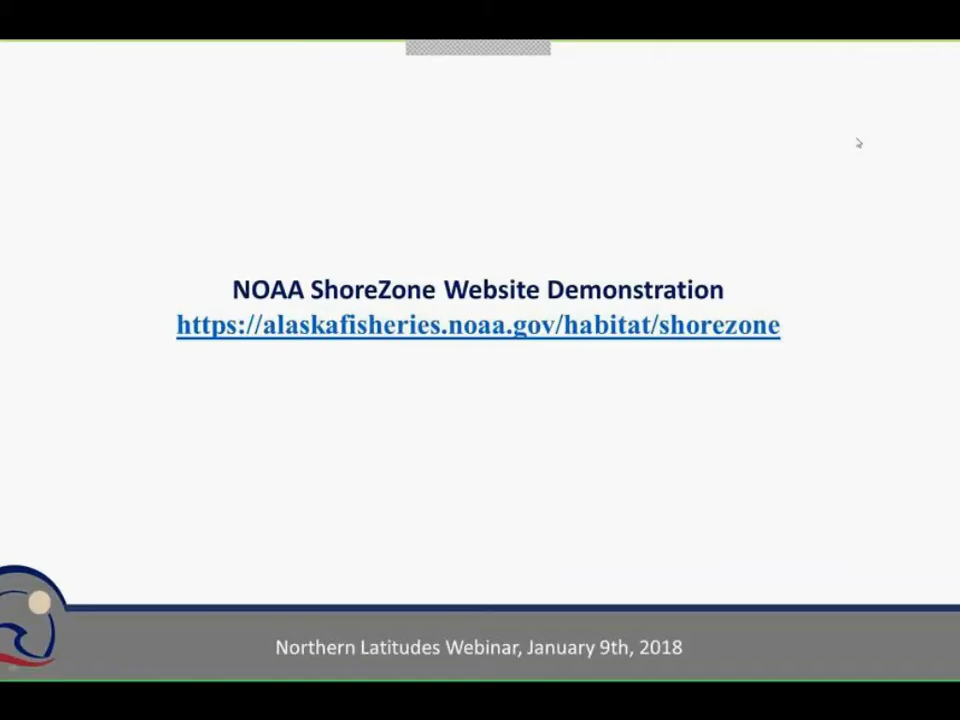 NOAA ShoreZone Website Demonstration
https://alaskafisheries.noaa.gov/habitat/shorezone
Northern Latitudes Webinar, January 9th, 2018